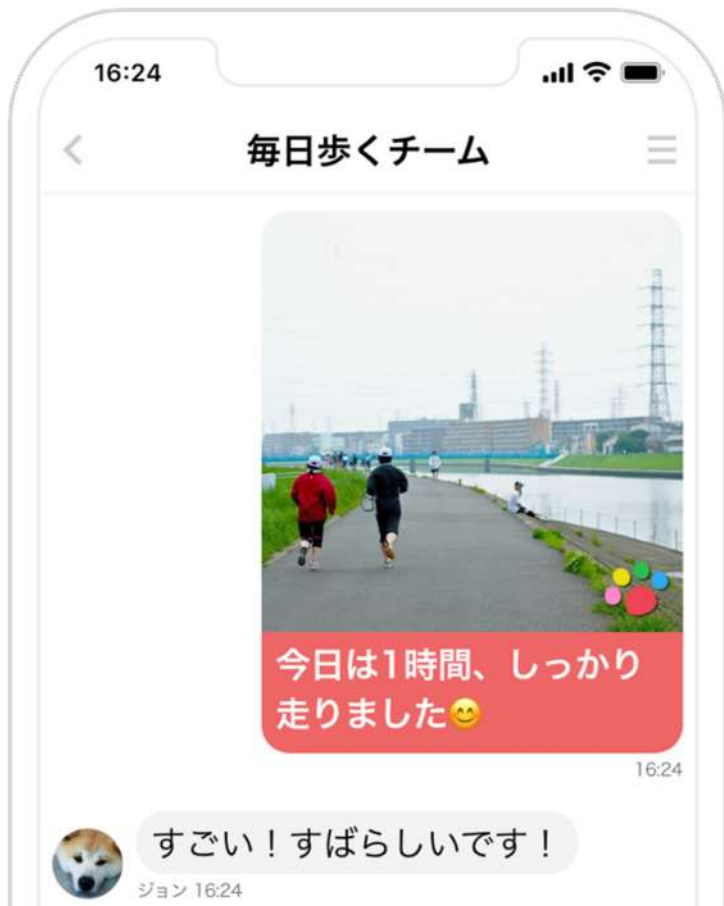 16:24
毎日歩くチーム
今日は1時間、しっかり
走りました😊
16:24
すごい！すばらしいです！
ジョン 16:24